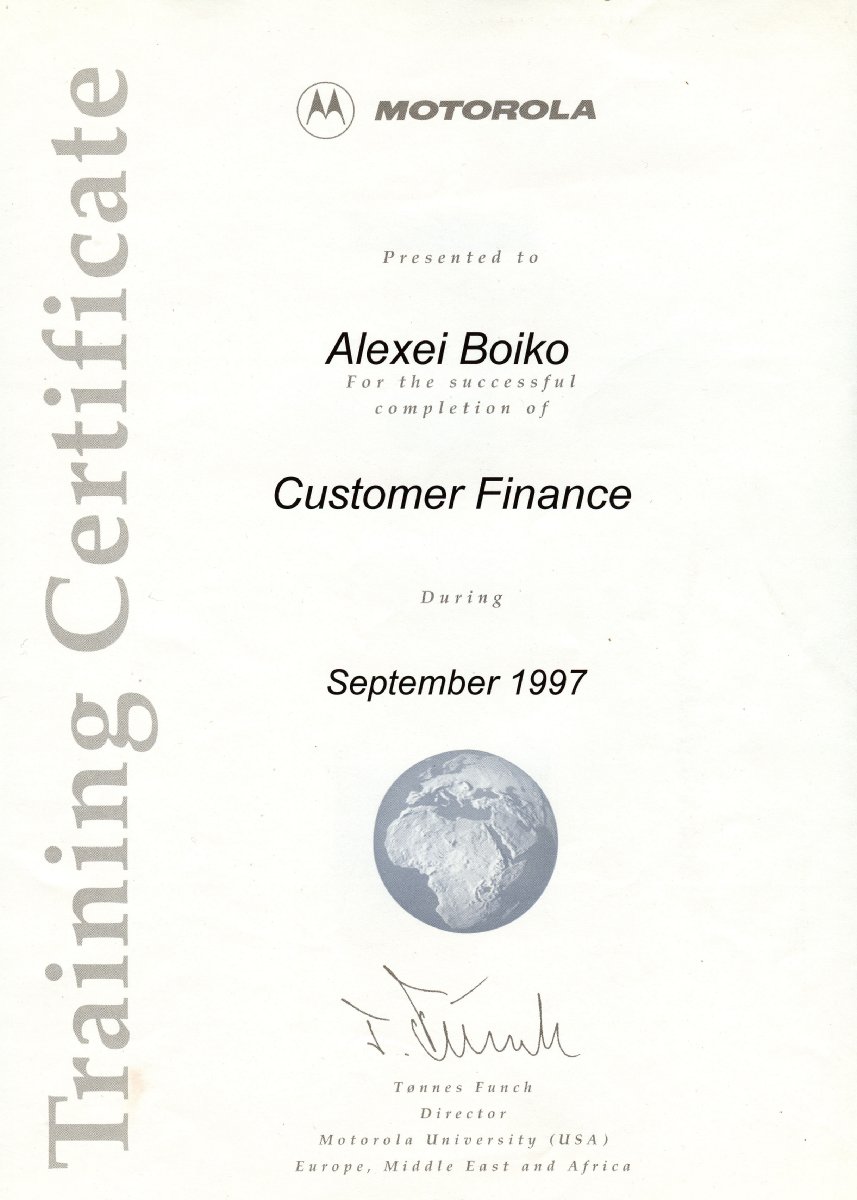 Training Certificate
MOTOROLA
Presented to
Alexei Boiko
For the successful
completion of
Customer Finance
During
September 1997
T. Funch
Tønnes Funch
Director
Motorola University (USA)
Europe, Middle East and Africa